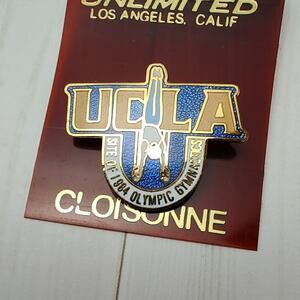 UNLIMITED
LOS ANGELES, CALIF
UCLA
SITE OF 1984 OLYMPIC GYMNASTICS
CLOISONNE